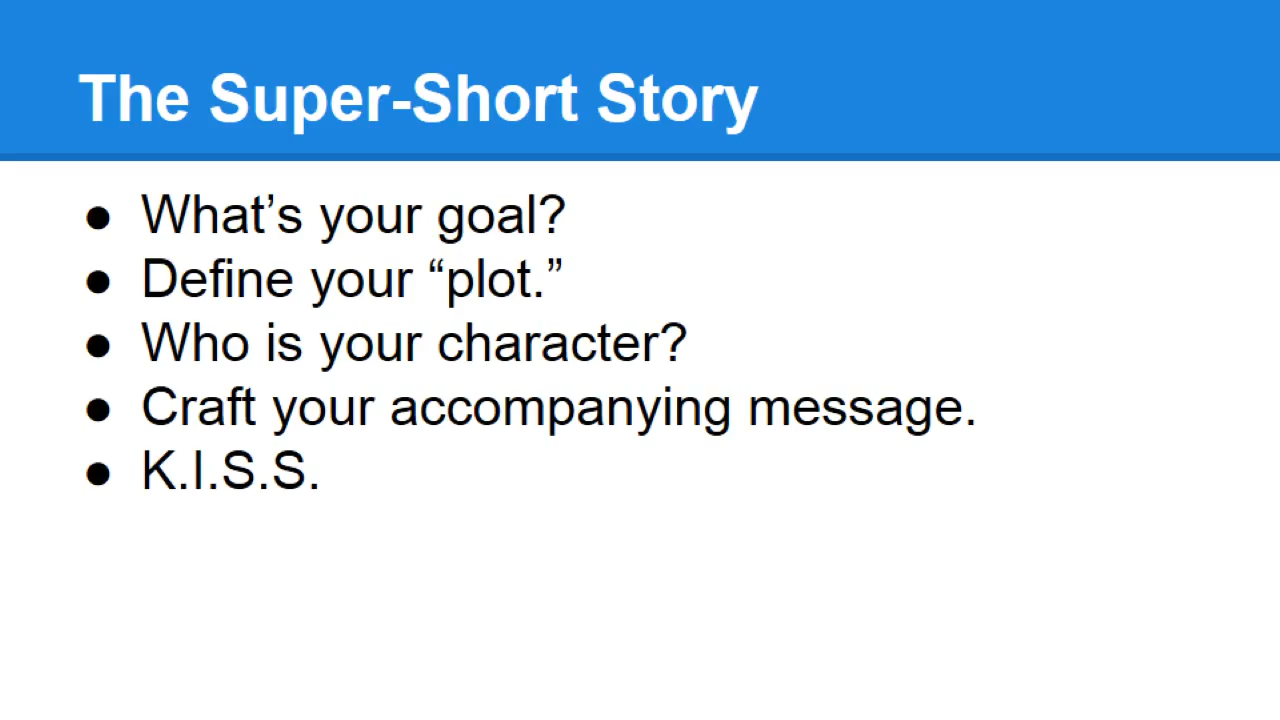 The Super-Short Story
● What’s your goal?
● Define your “plot.”
● Who is your character?
● Craft your accompanying message.
● K.I.S.S.